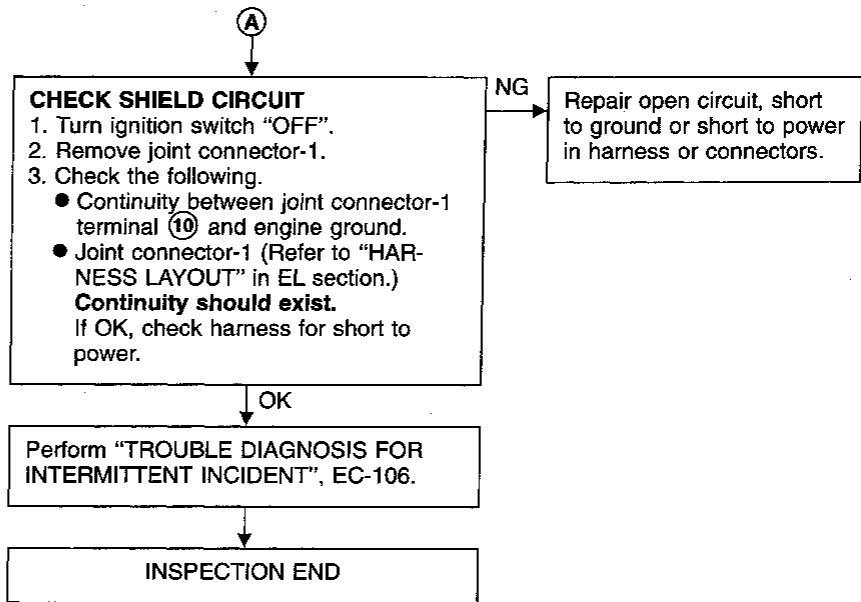 A
CHECK SHIELD CIRCUIT
1. Turn ignition switch “OFF”.
2. Remove joint connector-1.
3. Check the following.
● Continuity between joint connector-1
terminal ⑩ and engine ground.
● Joint connector-1 (Refer to “HAR-
NESS LAYOUT” in EL section.)
Continuity should exist.
If OK, check harness for short to
power.
NG
Repair open circuit, short
to ground or short to power
in harness or connectors.
OK
Perform “TROUBLE DIAGNOSIS FOR
INTERMITTENT INCIDENT”, EC-106.
INSPECTION END